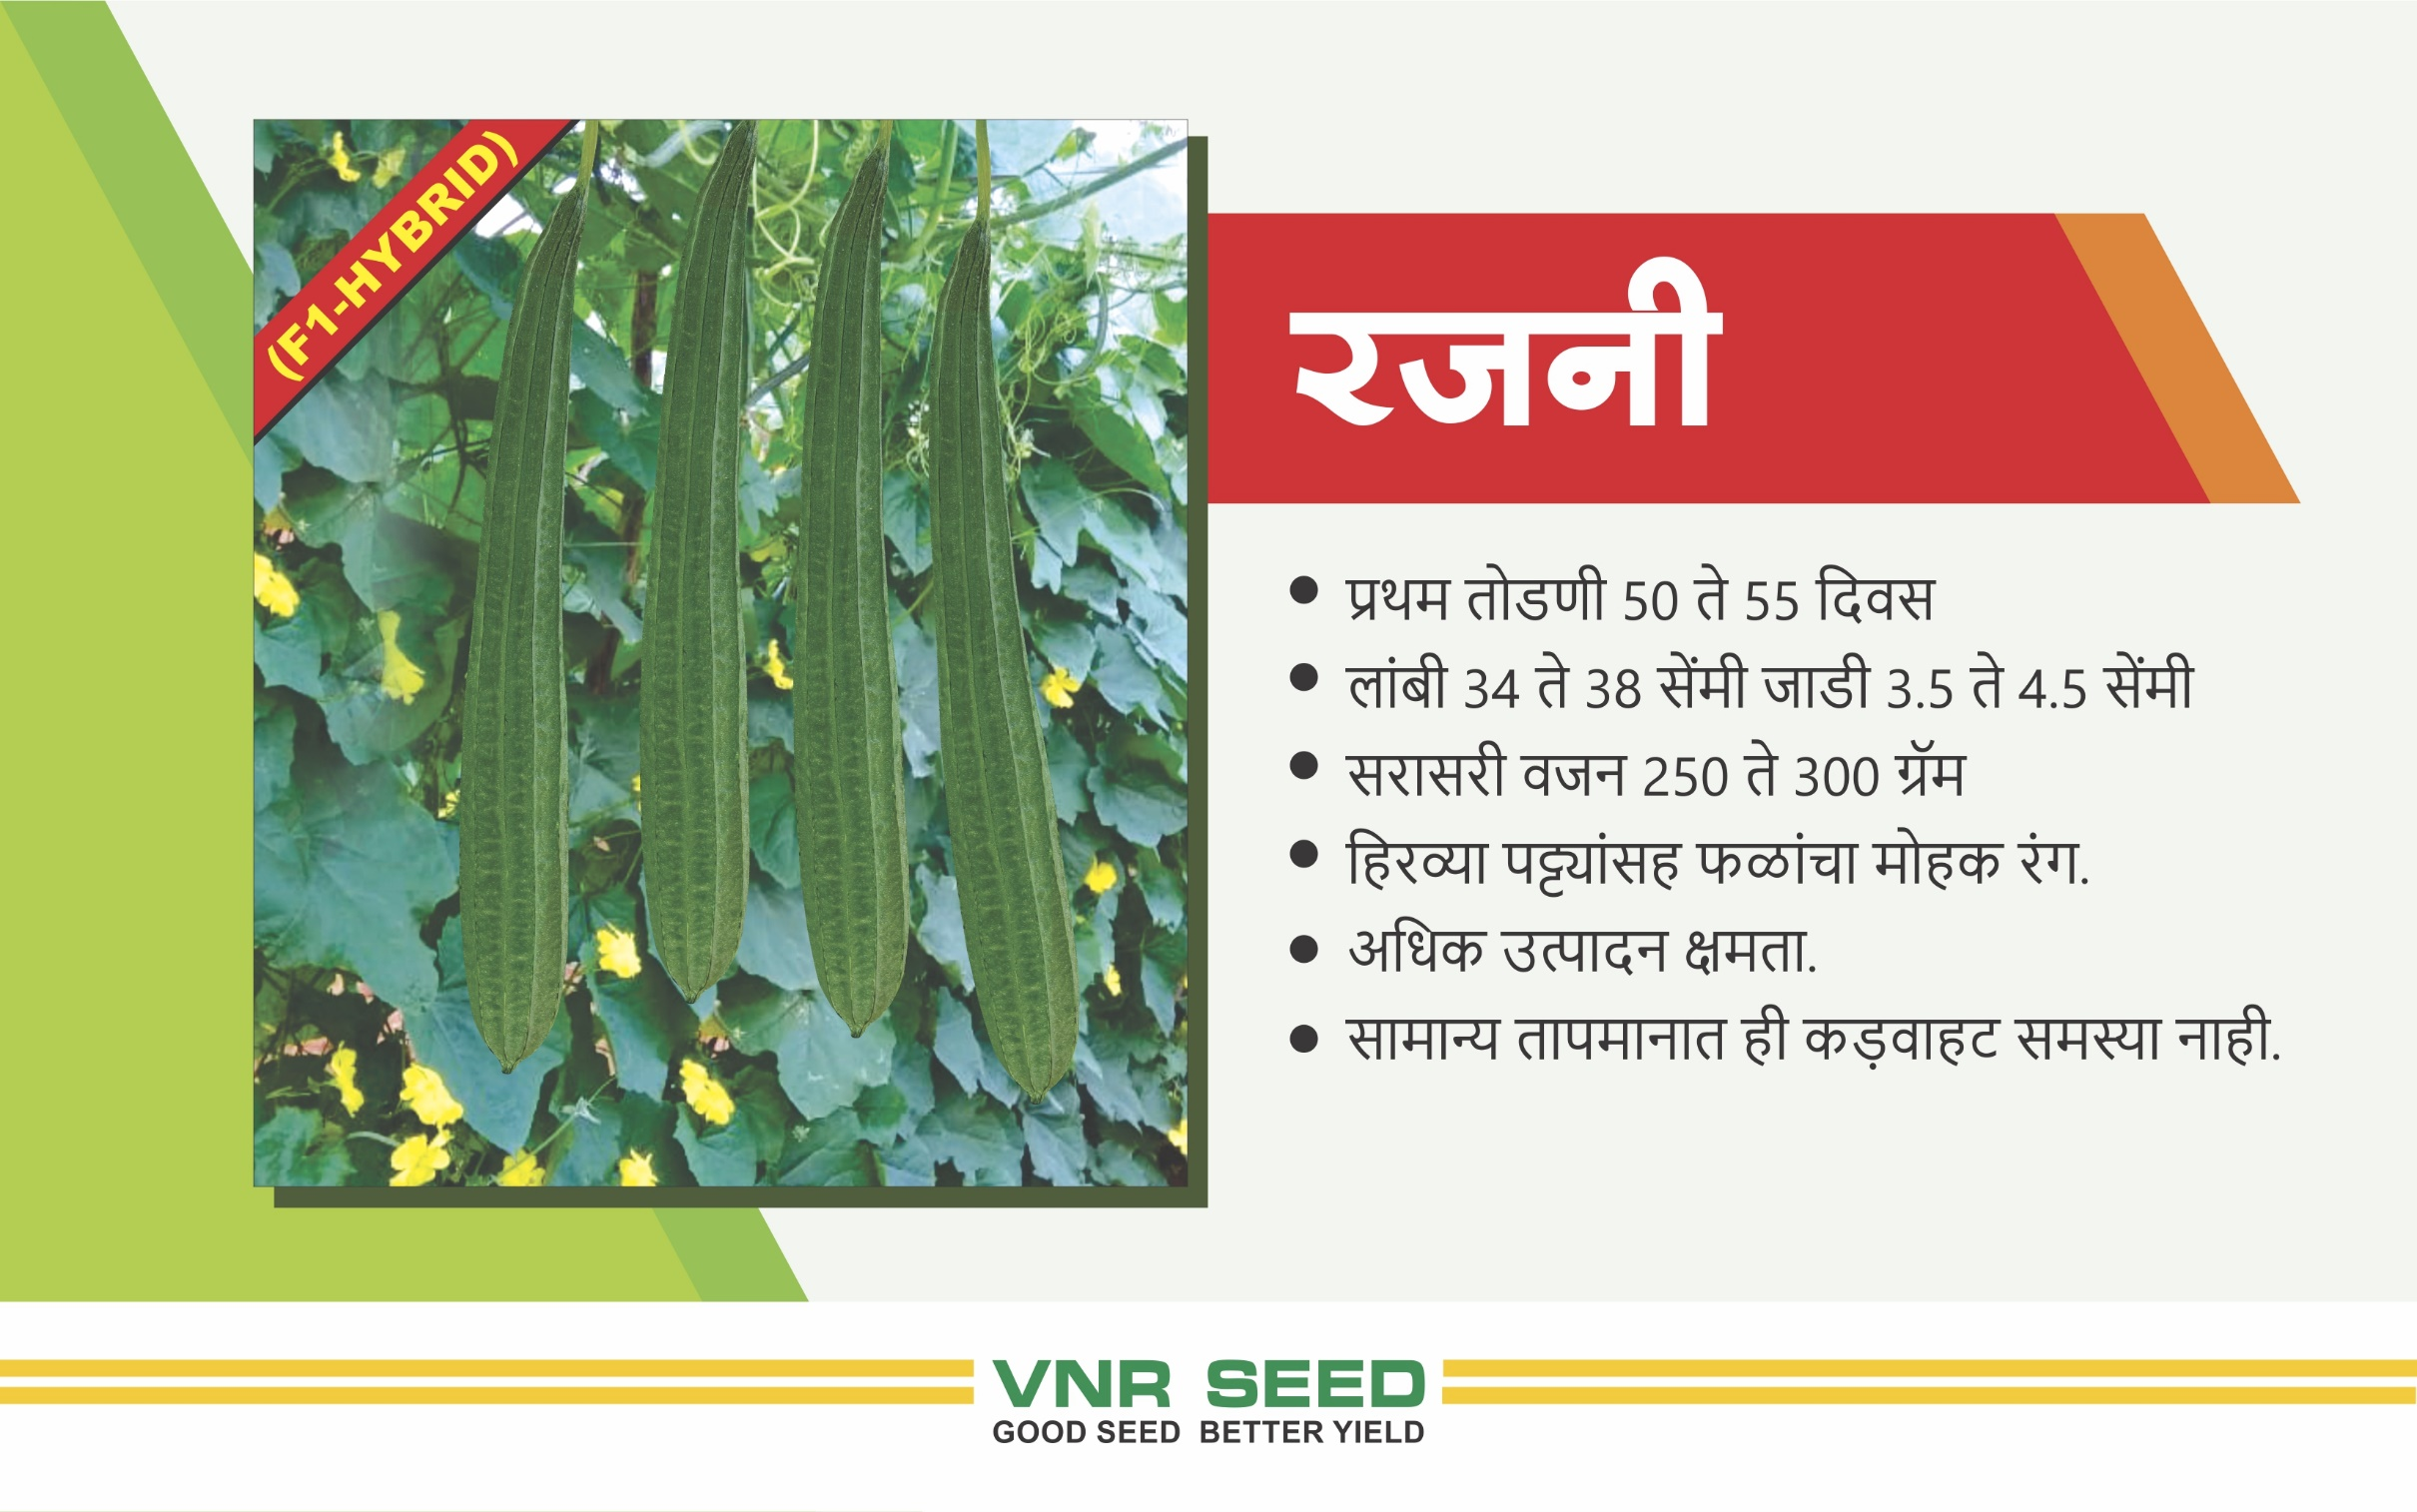 (F1-HYBRID)
रजनी
● प्रथम तोडणी 50 ते 55 दिवस
● लांबी 34 ते 38 सेंमी जाडी 3.5 ते 4.5 सेंमी
● सरासरी वजन 250 ते 300 ग्रॅम
● हिरव्या पट्ट्यांसह फळांचा मोहक रंग.
● अधिक उत्पादन क्षमता.
● सामान्य तापमानात ही कड़वाहट समस्या नाही.
VNR SEED
GOOD SEED BETTER YIELD